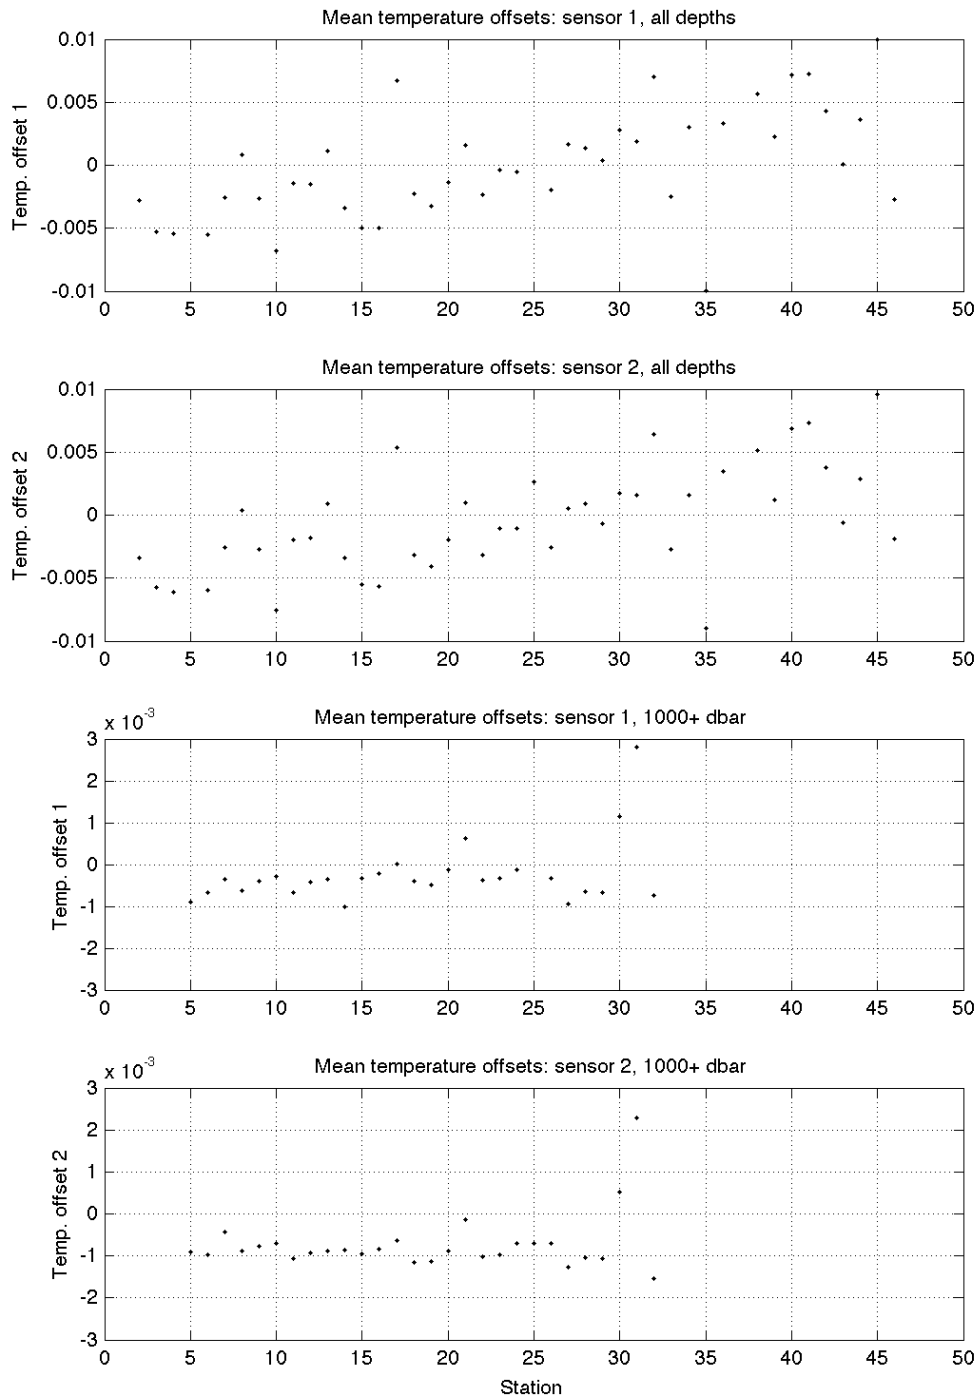 Mean temperature offsets: sensor 1, all depths
0.01
0.005
0
-0.005
-0.01
Temp. offset 1
0 5 10 15 20 25 30 35 40 45 50
Mean temperature offsets: sensor 2, all depths
0.01
0.005
0
-0.005
-0.01
Temp. offset 2
0 5 10 15 20 25 30 35 40 45 50
x 10-3
Mean temperature offsets: sensor 1, 1000+ dbar
3
2
1
0
-1
-2
-3
Temp. offset 1
0 5 10 15 20 25 30 35 40 45 50
x 10-3
Mean temperature offsets: sensor 2, 1000+ dbar
3
2
1
0
-1
-2
-3
Temp. offset 2
0 5 10 15 20 25 30 35 40 45 50
Station